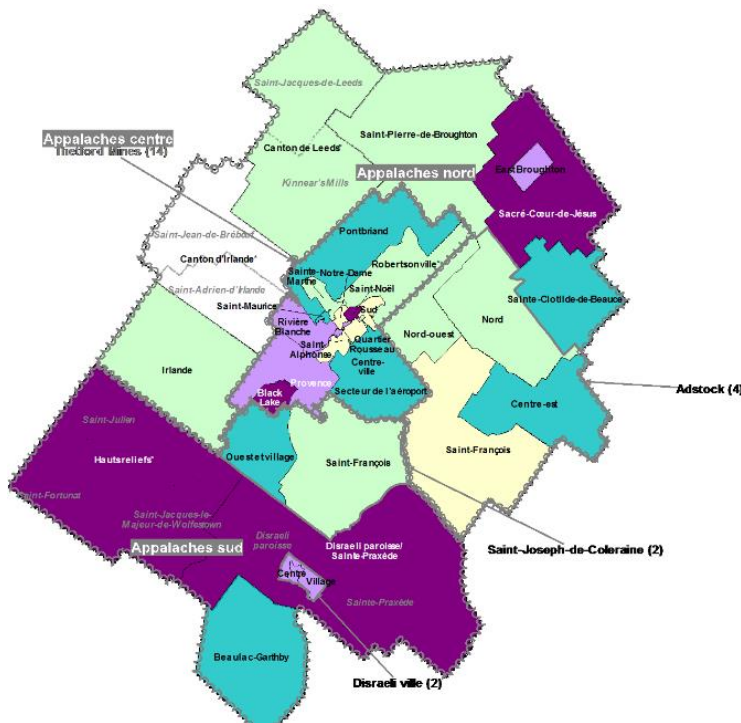 Saint-Jacques-de-Leeds
Appalaches centre
Thetford Mines (14)
Canton de Leeds*
Saint-Pierre-de-Broughton
Appalaches nord
East Broughton
Kinnear's Mills
Sacré-Cœur-de-Jésus
Saint-Jean-de-Brébeuf
Pontbriand
Canton d'Irlande*
Sainte-Marthe
Notre-Dame
Robertsonville*
Saint-Adrien-d'Irlande
Saint-Noël
Sainte-Clotilde-de-Beauce
Saint-Maurice
Sud
Nord
Rivière Blanche
Saint-Alphonse
Quartier Rousseau
Nord-ouest
Centre-ville
Irlande
Provence
Black Lake
Secteur de l'aéroport
Adstock (4)
Centre-est
Saint-Julien
Hautsreliefs*
Ouest et village
Saint-François
Saint-François
Saint-Fortunat
Saint-Jacques-le-
Majeur-de-Wolfestown
Appalaches sud
Disraeli
paroisse
Disraeli paroisse/
Sainte-Praxède
Saint-Joseph-de-Coleraine (2)
Centre
Village
Sainte-Praxède
Beaulac-Garthby
Disraeli ville (2)